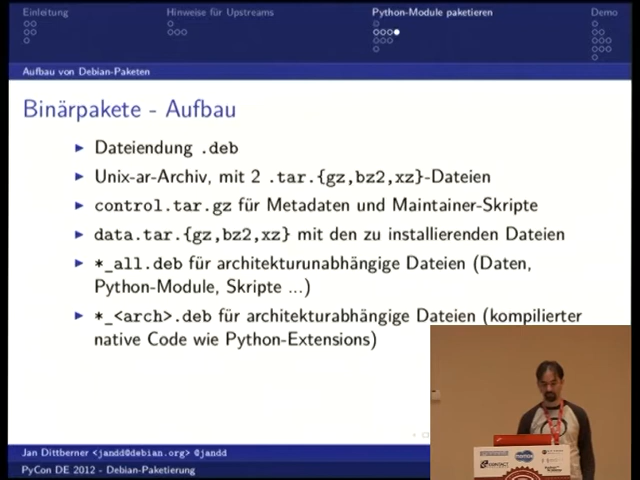 Einleitung
Hinweise für Upstreams
Python-Module paketieren
Demo
Aufbau von Debian-Paketen
Binärpakete - Aufbau
Dateiendung .deb
Unix-ar-Archiv, mit 2 .tar.{gz,bz2,xz}-Dateien
control.tar.gz für Metadaten und Maintainer-Skripte
data.tar.{gz,bz2,xz} mit den zu installierenden Dateien
*_all.deb für architekturunabhängige Dateien (Daten,
Python-Module, Skripte ...)
*_<arch>.deb für architekturabhängige Dateien (kompilierter
native Code wie Python-Extensions)
Jan Dittberner <jandd@debian.org> @jandd
PyCon DE 2012 - Debian-Paketierung